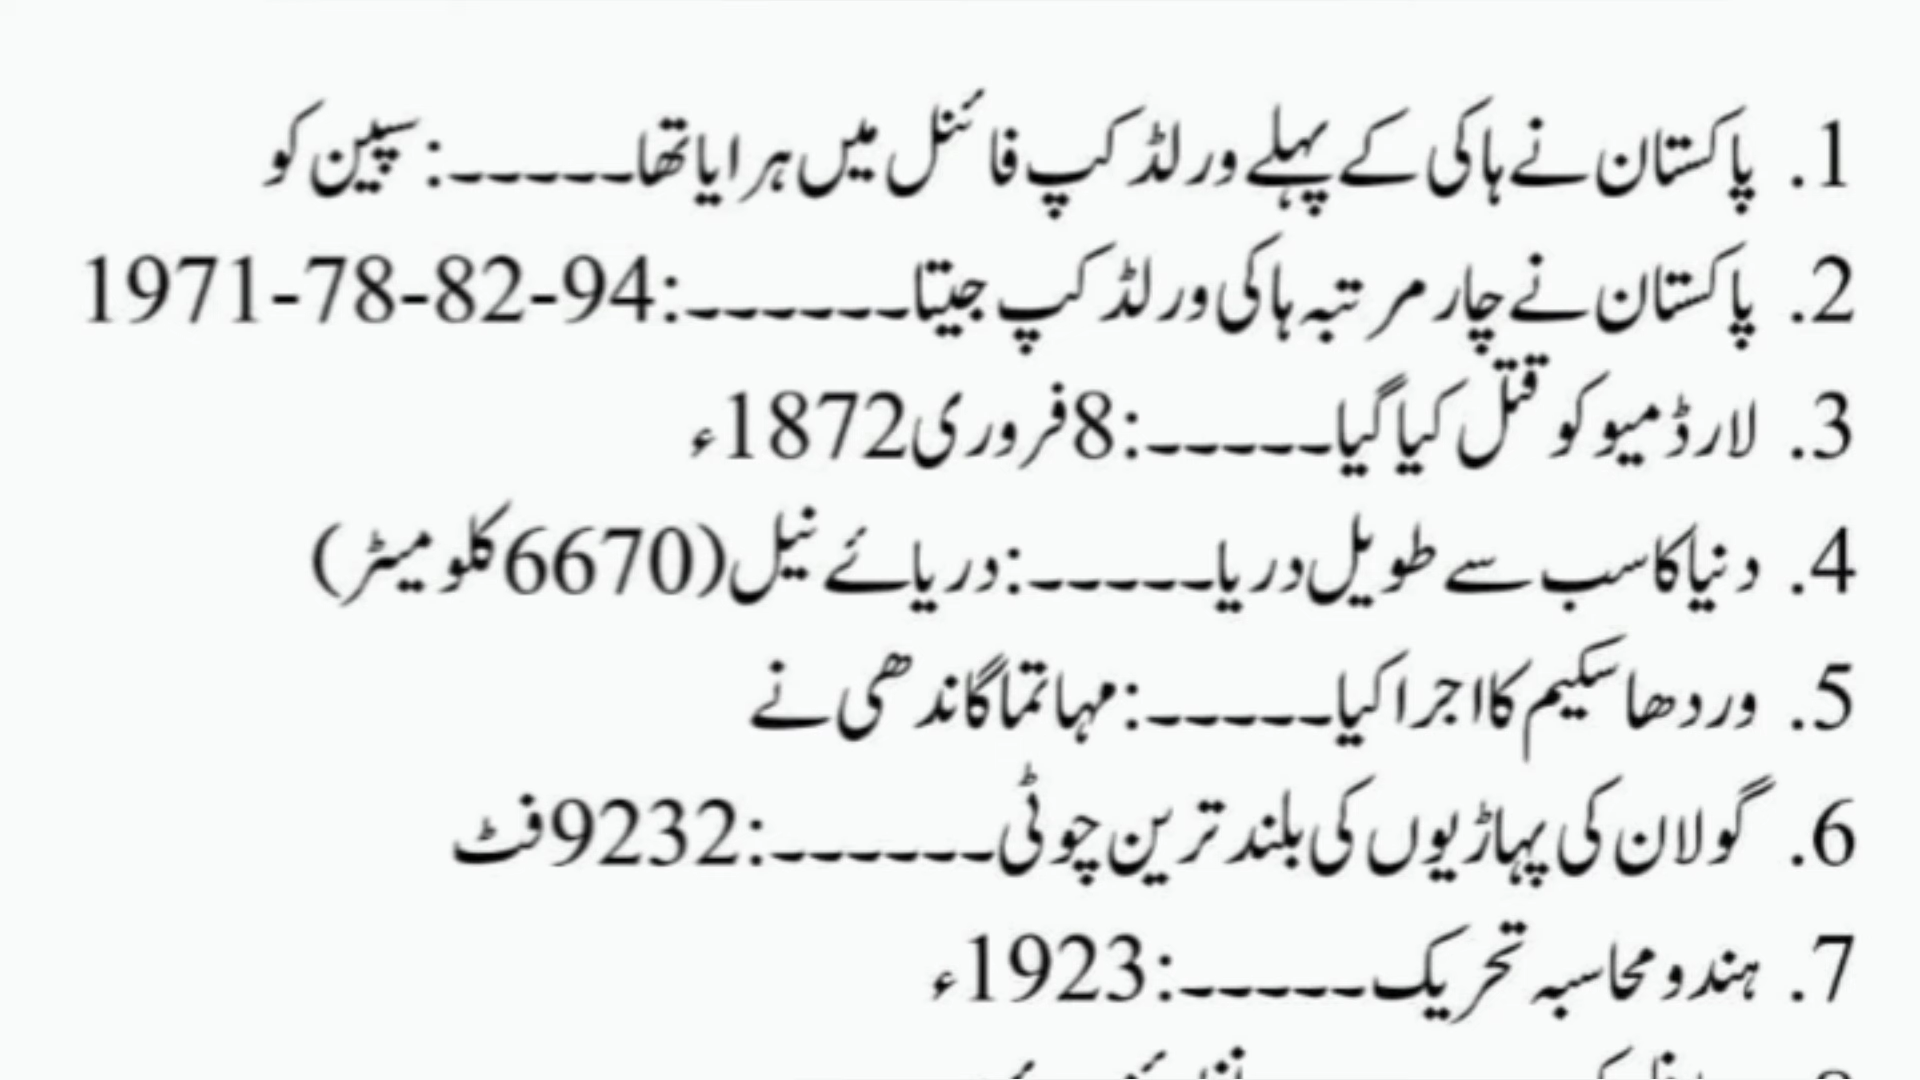 1. پاکستان نے ہاکی کے پہلے ورلڈ کپ فائنل میں ہرایا تھا۔۔۔۔۔۔:سپین کو
2. پاکستان نے چار مرتبہ ہاکی ورلڈ کپ جیتا۔۔۔۔۔۔۔:94-82-78-1971
3. لارڈ میو کو قتل کیا گیا۔۔۔۔۔۔:8فروری1872ء
4. دنیا کا سب سے طویل دریا۔۔۔۔۔۔:دریائے نیل(6670کلو میٹر)
5. وردھا سکیم کا اجرا کیا۔۔۔۔۔۔:مہاتما گاندھی نے
6. گولان کی پہاڑیوں کی بلند ترین چوٹی۔۔۔۔۔۔۔:9232فٹ
7. ہندو محاسبہ تحریک۔۔۔۔۔۔:1923ء